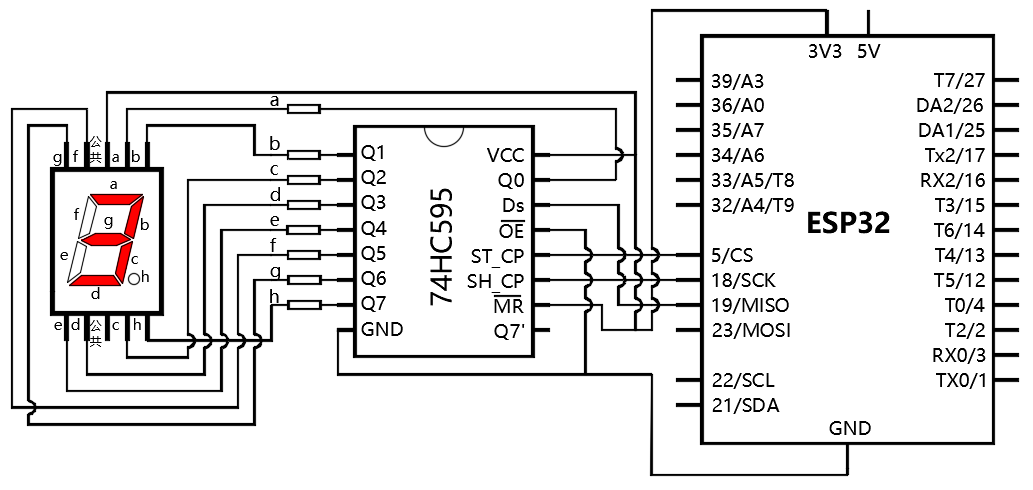 3V3 5V
39/A3
36/A0
35/A7
34/A6
33/A5/T8
32/A4/T9
5/CS
18/SCK
19/MISO
23/MOSI
22/SCL
21/SDA
ESP32
T7/27
DA2/26
DA1/25
Tx2/17
RX2/16
T3/15
T6/14
T4/13
T5/12
T0/4
T2/2
RX0/3
TX0/1
GND
a
b
c
d
e
f
g
h
Q1
Q2
Q3
Q4
Q5
Q6
Q7
GND
74HC595
VCC
Q0
Ds
OE
ST_CP
SH_CP
MR
Q7'
g f 公共 a b
a
f
g
b
e
c
h
d
e d 公共 c h